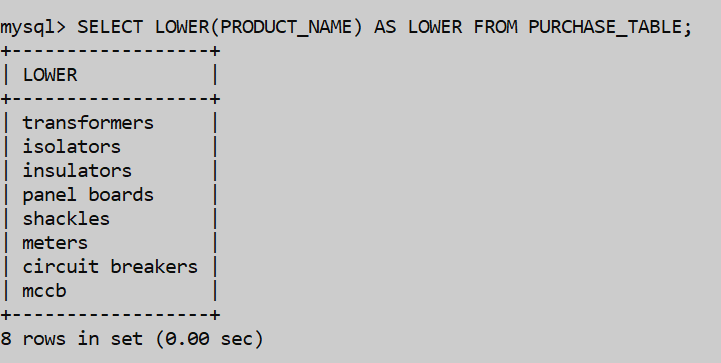 mysql> SELECT LOWER(PRODUCT_NAME) AS LOWER FROM PURCHASE_TABLE;
+------------------+
| LOWER            |
+------------------+
| transformers     |
| isolators        |
| insulators       |
| panel boards     |
| shackles         |
| meters           |
| circuit breakers |
| mccb             |
+------------------+
8 rows in set (0.00 sec)